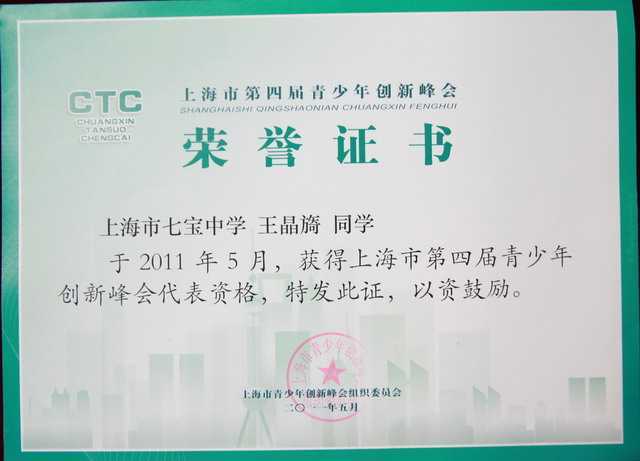 上海市第四届青少年创新峰会
SHANGHAISHI QINGSHAONIAN CHUANGXIN FENGHUI
CTC
CHUANGXIN
TANSUO
CHENGCAI
荣誉证书
上海市七宝中学 王晶旖 同学
于 2011 年 5 月，获得上海市第四届青少年
创新峰会代表资格，特发此证，以资鼓励。
上海市青少年创新峰会组织委员会
二〇一一年五月